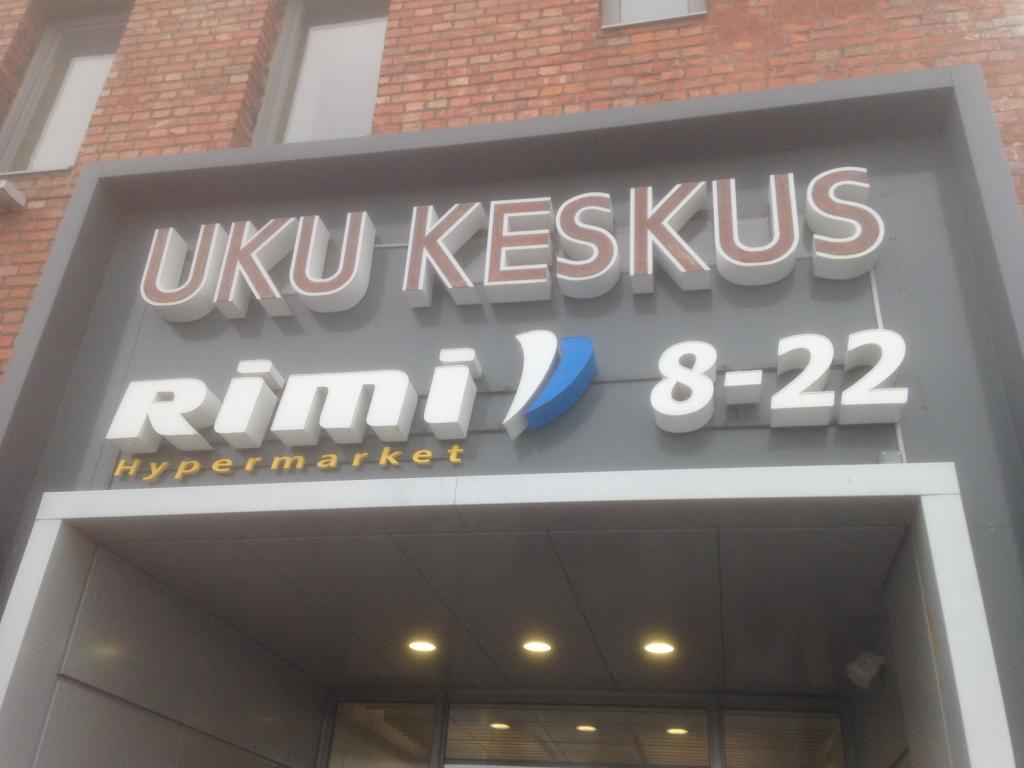 UKU KESKUS
Rimi 8-22
Hypermarket